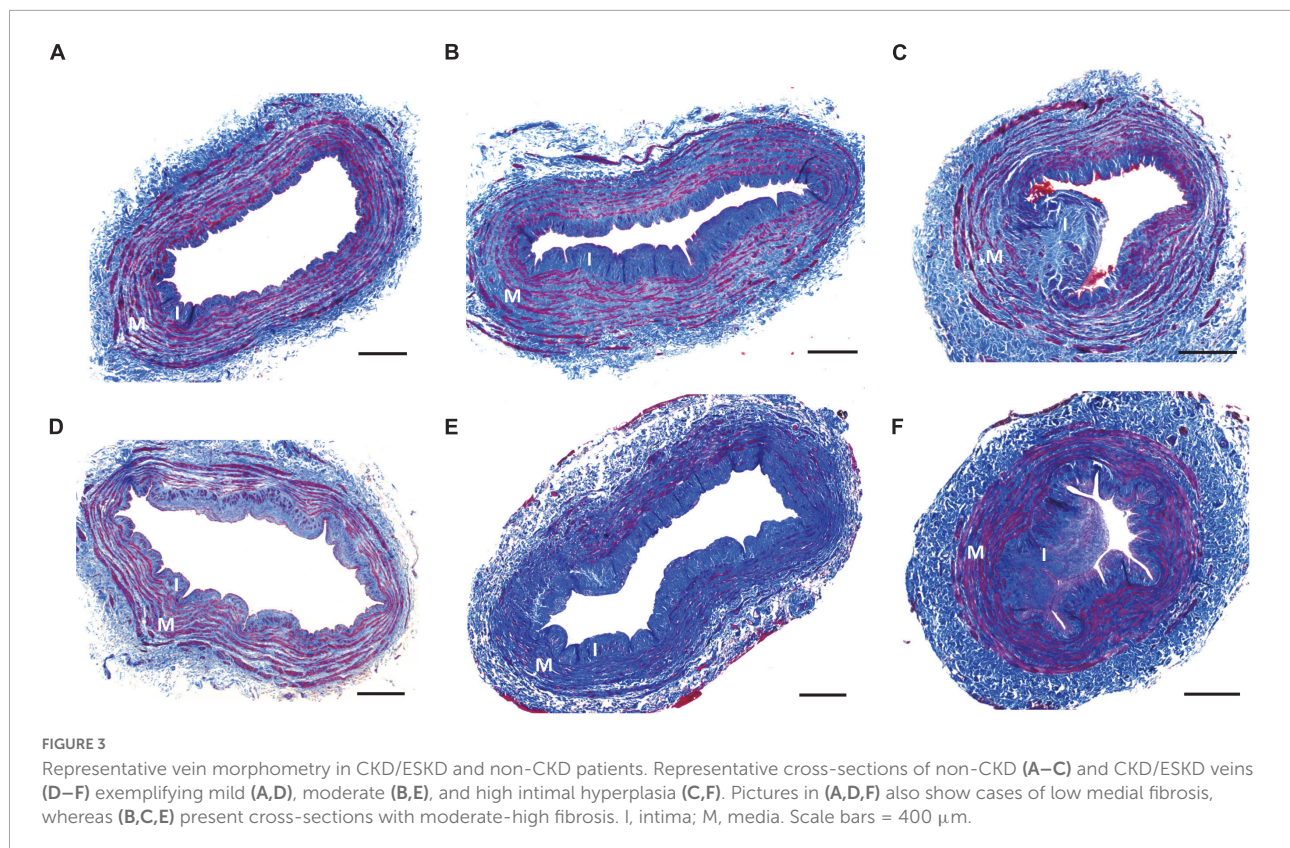 A
B
C
M
I
M
I
M
I
D
E
F
I
M
M
I
M
I
FIGURE 3
Representative vein morphometry in CKD/ESKD and non-CKD patients. Representative cross-sections of non-CKD (A–C) and CKD/ESKD veins
(D–F) exemplifying mild (A,D), moderate (B,E), and high intimal hyperplasia (C,F). Pictures in (A,D,F) also show cases of low medial fibrosis,
whereas (B,C,E) present cross-sections with moderate-high fibrosis. I, intima; M, media. Scale bars = 400 μm.